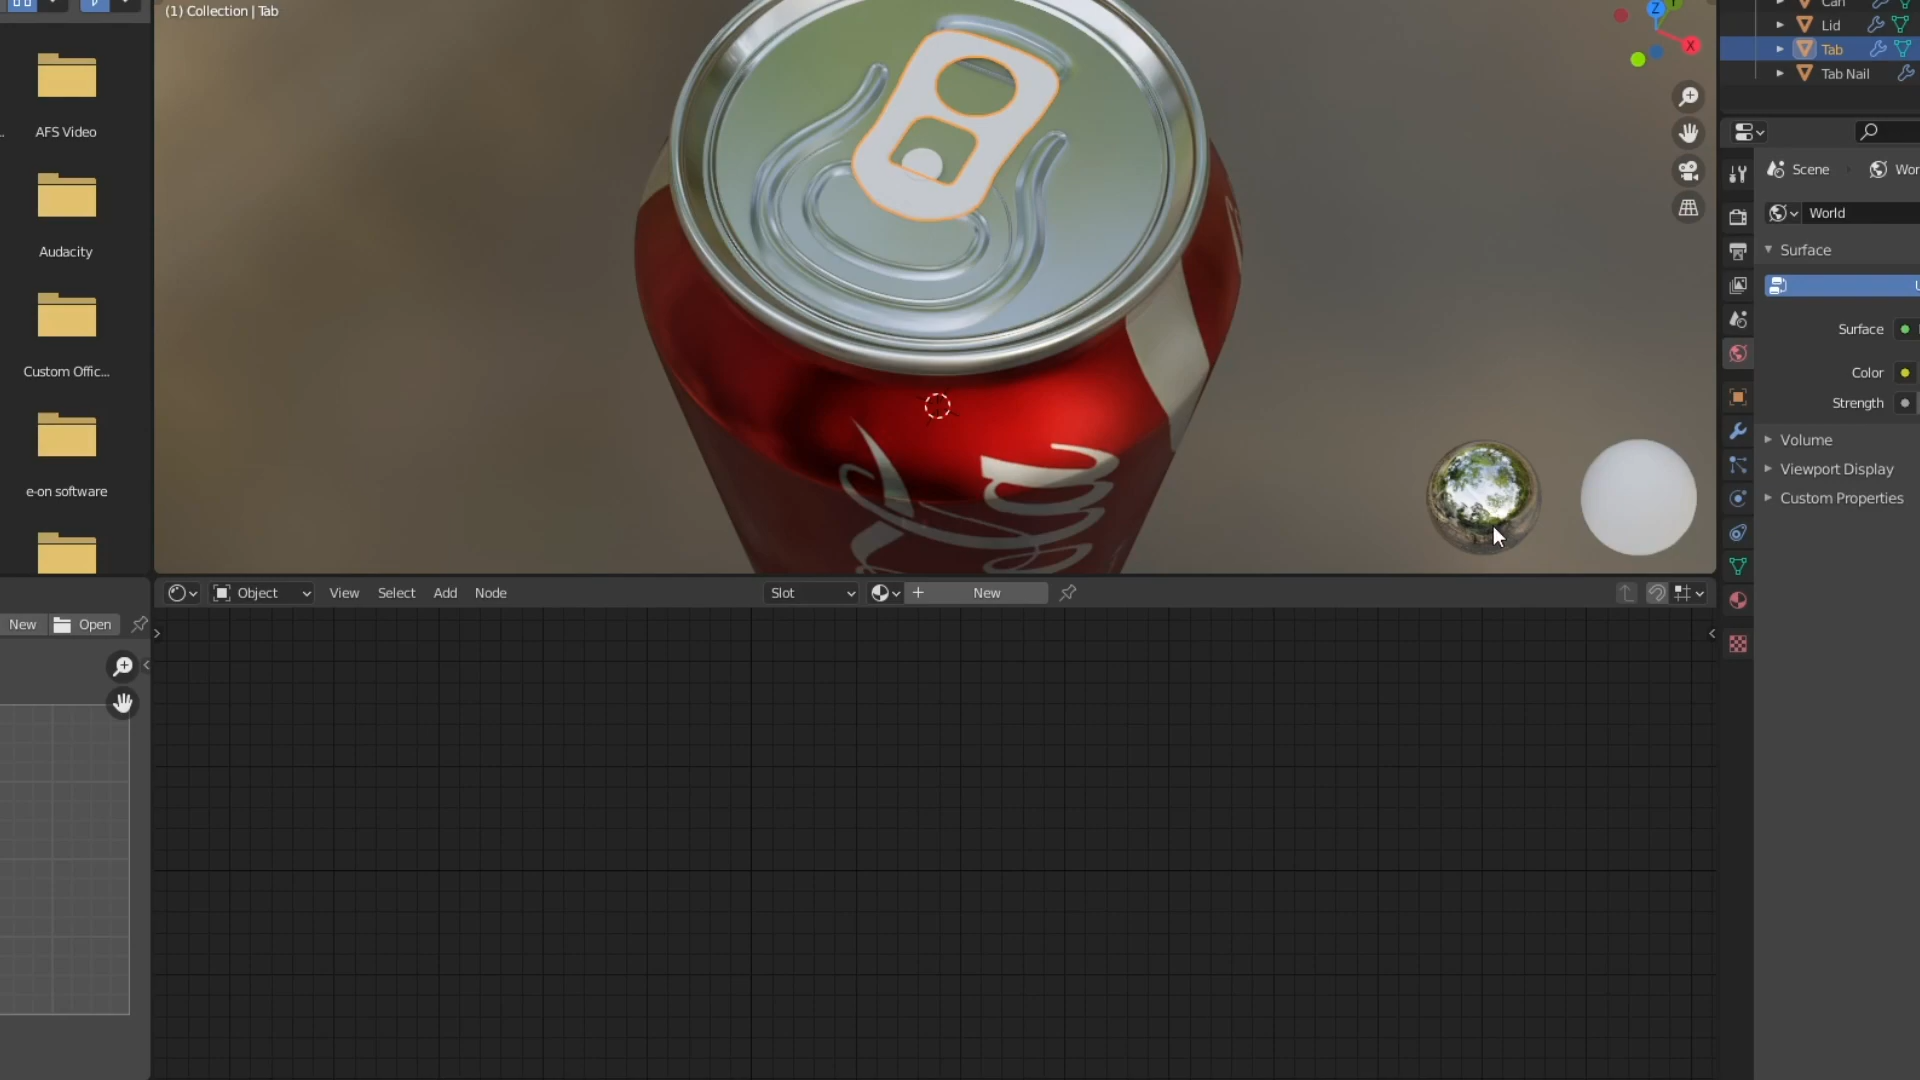 (1) Collection | Tab
Can
Lid
Tab
Tab Nail
AFS Video
Audacity
Custom Offic...
e-on software
Z
Y
X
Scene
Wor
World
Surface
U
Surface
Color
Strength
Volume
Viewport Display
Custom Properties
Object
View
Select
Add
Node
Slot
New
New
Open